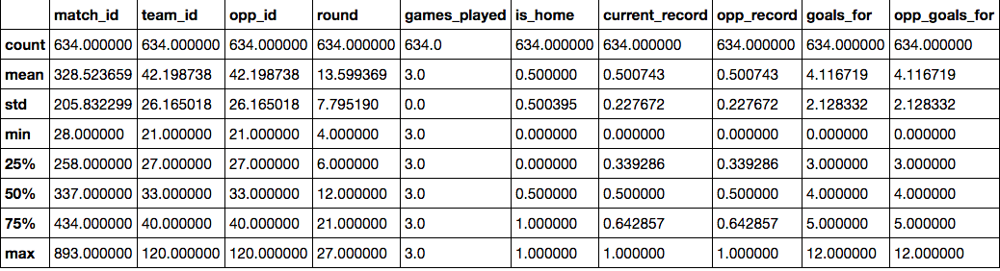 match_id team_id opp_id round games_played is_home current_record opp_record goals_for opp_goals_for
count 634.000000 634.000000 634.000000 634.000000 634.0 634.000000 634.000000 634.000000 634.000000 634.000000
mean 328.523659 42.198738 42.198738 13.599369 3.0 0.500000 0.500743 0.500743 4.116719 4.116719
std 205.832299 26.165018 26.165018 7.795190 0.0 0.500395 0.227672 0.227672 2.128332 2.128332
min 28.000000 21.000000 21.000000 4.000000 3.0 0.000000 0.000000 0.000000 0.000000 0.000000
25% 258.000000 27.000000 27.000000 6.000000 3.0 0.000000 0.339286 0.339286 3.000000 3.000000
50% 337.000000 33.000000 33.000000 12.000000 3.0 0.500000 0.500000 0.500000 4.000000 4.000000
75% 434.000000 40.000000 40.000000 21.000000 3.0 1.000000 0.642857 0.642857 5.000000 5.000000
max 893.000000 120.000000 120.000000 27.000000 3.0 1.000000 1.000000 1.000000 12.000000 12.000000